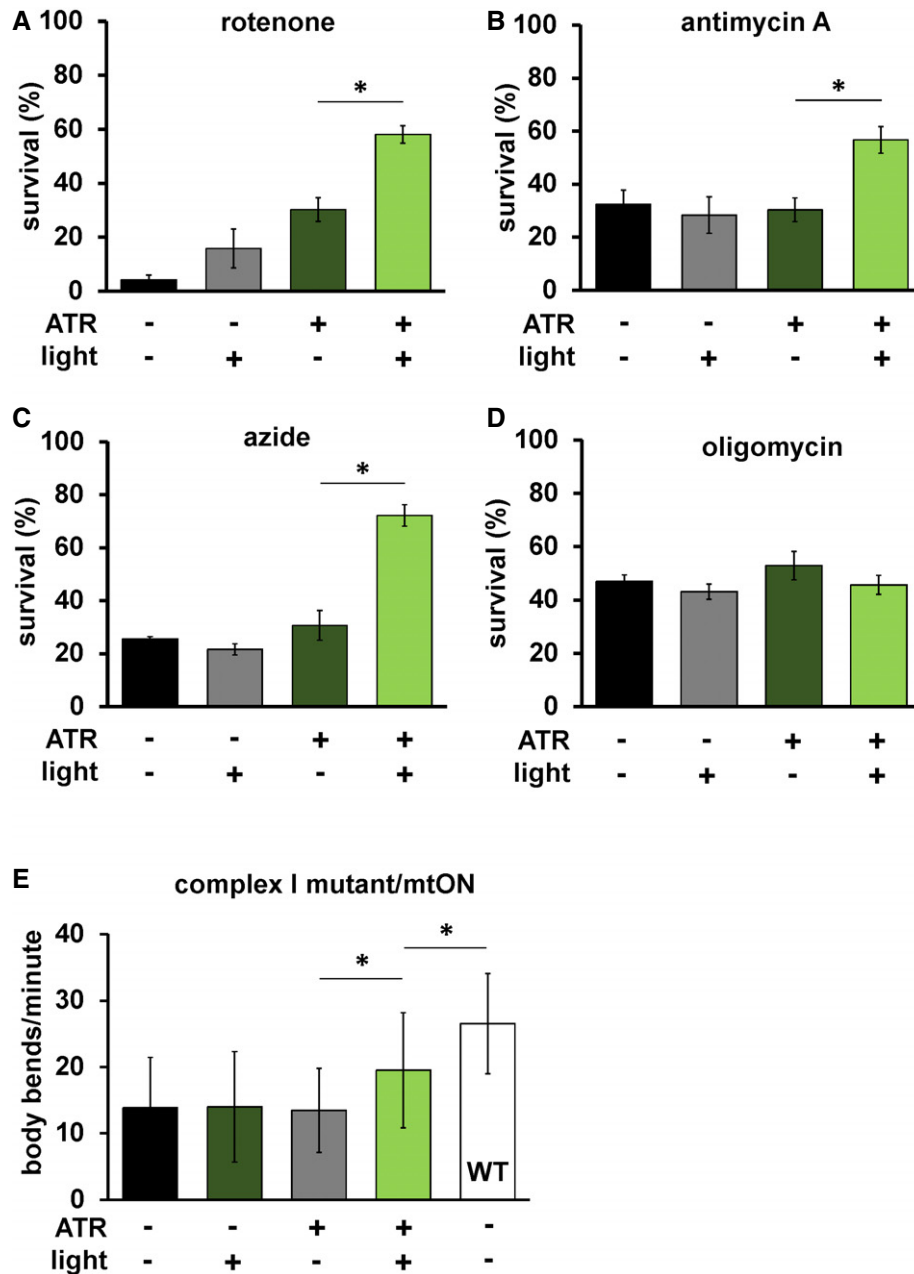 A
rotenone
survival (%)
100
80
60
40
20
0
*
ATR - - + +
light - + - +
B
antimycin A
survival (%)
100
80
60
40
20
0
*
ATR - - + +
light - + - +
C
azide
survival (%)
100
80
60
40
20
0
*
ATR - - + +
light - + - +
D
oligomycin
survival (%)
100
80
60
40
20
0
ATR - - + +
light - + - +
E
complex I mutant/mtON
body bends/minute
40
30
20
10
0
*
*
WT
ATR - - + + -
light - + - + -